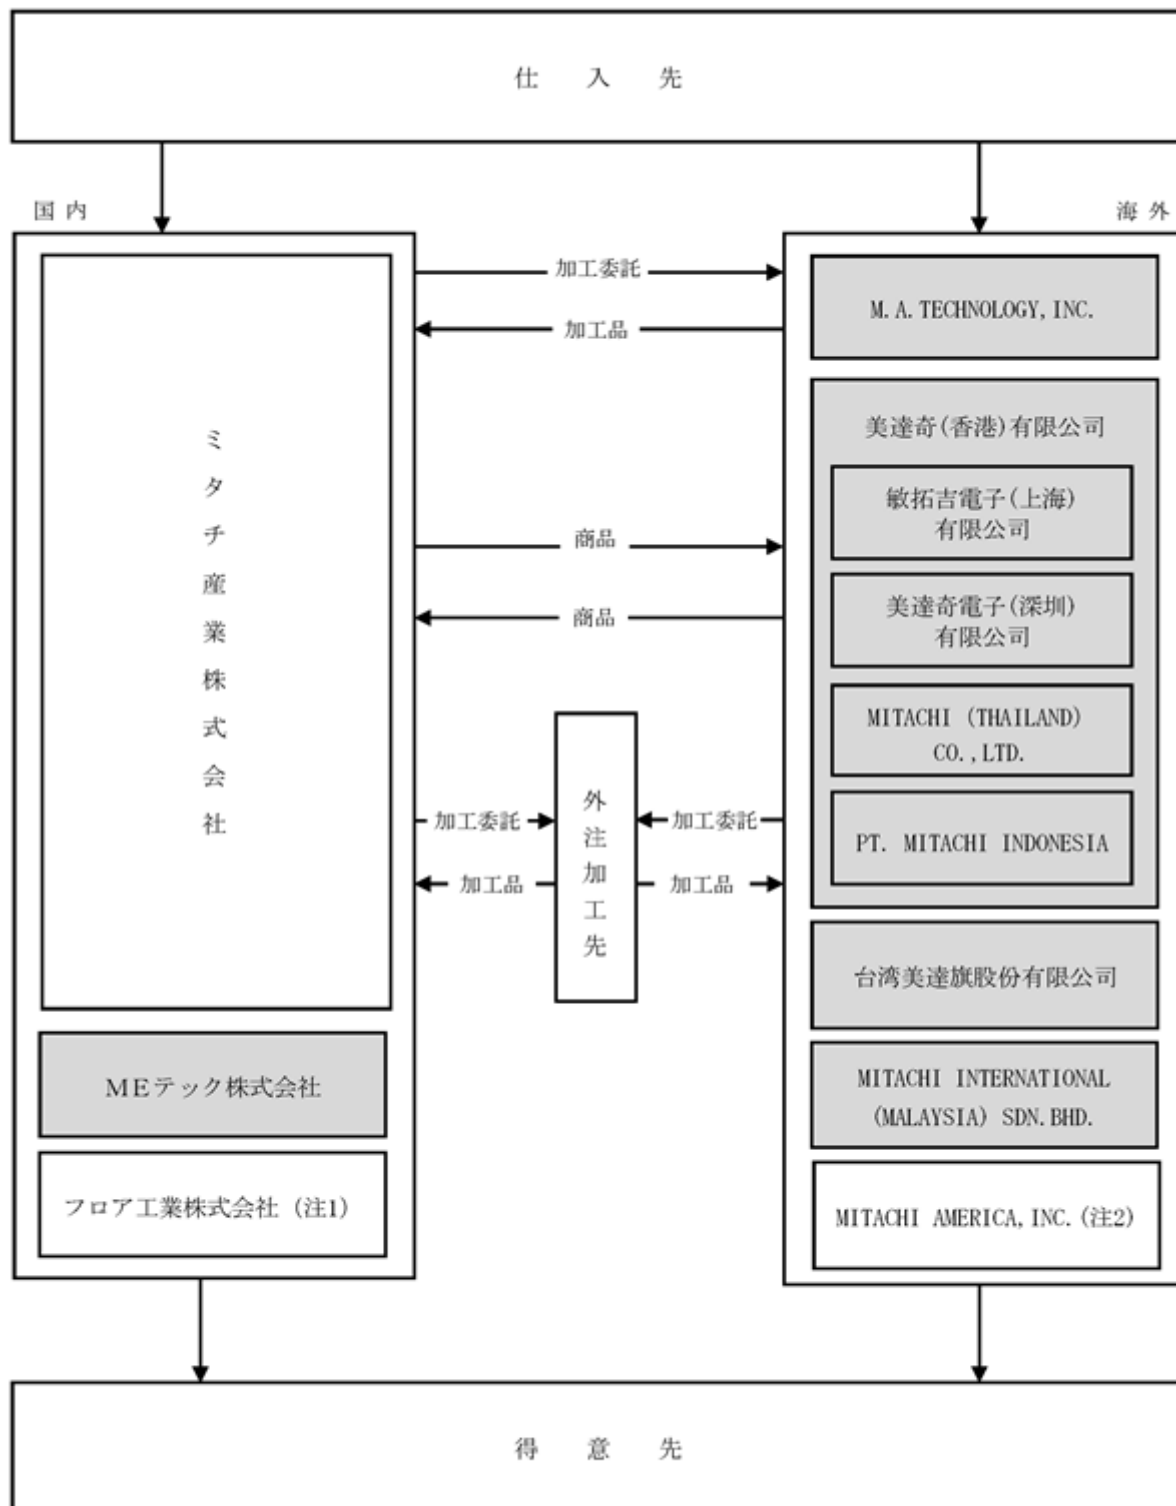 仕入先
国内
海外
ミタチ産業株式会社
MEテック株式会社
フロア工業株式会社（注1）
加工委託
加工品
商品
商品
加工委託
加工品
外注加工先
加工委託
加工品
M.A.TECHNOLOGY,INC.
美達奇(香港)有限公司
敏拓吉電子(上海)
有限公司
美達奇電子(深圳)
有限公司
MITACHI (THAILAND)
CO.,LTD.
PT. MITACHI INDONESIA
台湾美達旗股份有限公司
MITACHI INTERNATIONAL
(MALAYSIA) SDN.BHD.
MITACHI AMERICA,INC.(注2)
得意先